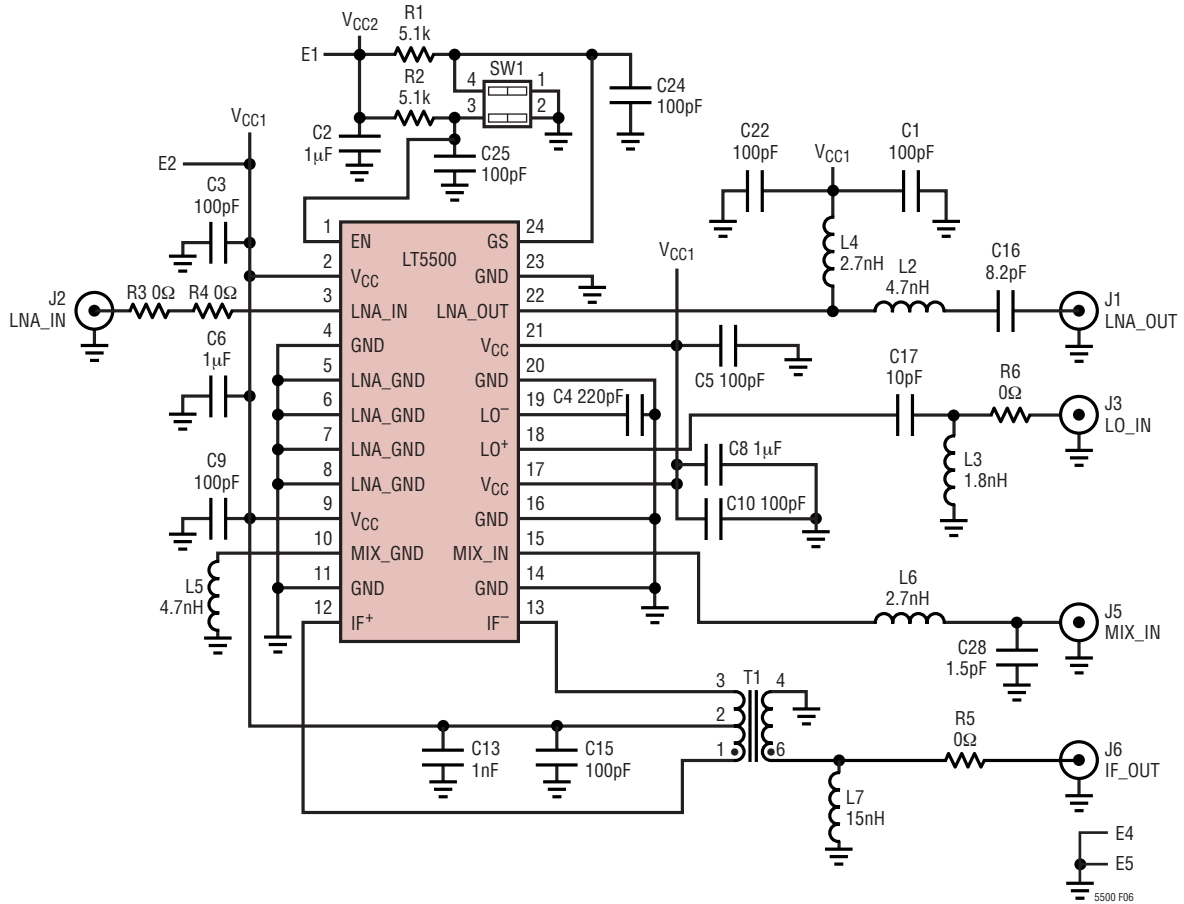 VCC2
R1
5.1k
E1
SW1
4
1
3
2
R2
5.1k
C24
100pF
C2
1µF
C25
100pF
VCC1
E2
C3
100pF
C22
100pF
VCC1
C1
100pF
L4
2.7nH
L2
4.7nH
C16
8.2pF
J1
LNA_OUT
VCC1
J2
LNA_IN
R3 0Ω
R4 0Ω
C6
1µF
C9
100pF
L5
4.7nH
LT5500
1
EN
2
VCC
3
LNA_IN
4
GND
5
LNA_GND
6
LNA_GND
7
LNA_GND
8
LNA_GND
9
VCC
10
MIX_GND
11
GND
12
IF+
24
GS
23
GND
22
LNA_OUT
21
VCC
20
GND
19
LO−
18
LO+
17
VCC
16
GND
15
MIX_IN
14
GND
13
IF−
C5 100pF
C4 220pF
C17
10pF
R6
0Ω
J3
LO_IN
L3
1.8nH
C8 1µF
C10 100pF
L6
2.7nH
J5
MIX_IN
C28
1.5pF
T1
3
4
2
1
6
C13
1nF
C15
100pF
R5
0Ω
J6
IF_OUT
L7
15nH
E4
E5
5500 F06